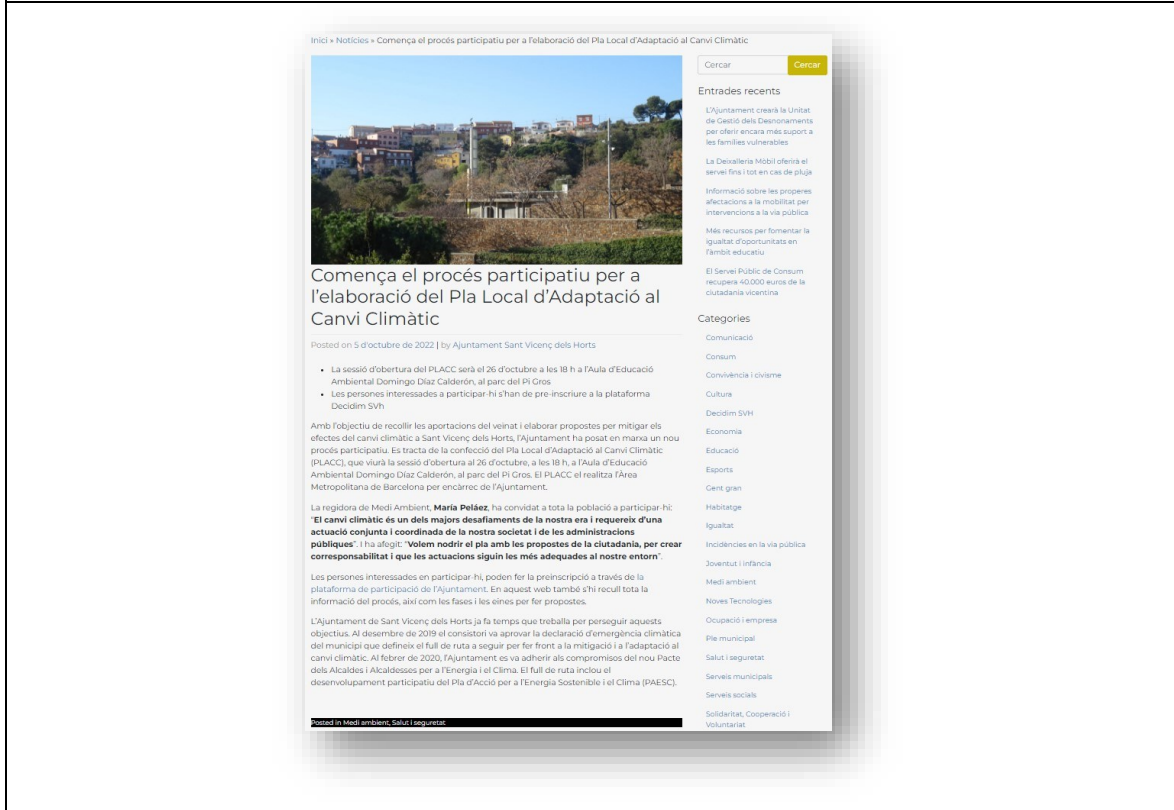 Inici » Notícies » Comença el procés participatiu per a l'elaboració del Pla Local d'Adaptació al Canvi Climàtic
Comença el procés participatiu per a
l'elaboració del Pla Local d'Adaptació al
Canvi Climàtic
Posted on 5 d'octubre de 2022 | by Ajuntament Sant Vicenç dels Horts
• La sessió d'obertura del PLACC serà el 26 d'octubre a les 18 h a l'Aula d'Educació
Ambiental Domingo Díaz Calderón, al parc del Pi Gros
• Les persones interessades a participar-hi s'han de pre-inscriure a la plataforma
Decidim SVh
Amb l'objectiu de recollir les aportacions del veinat i elaborar propostes per mitigar els
efectes del canvi climàtic a Sant Vicenç dels Horts, l'Ajuntament ha posat en marxa un nou
procés participatiu. Es tracta de la confecció del Pla Local d'Adaptació al Canvi Climàtic
(PLACC), que viurà la sessió d'obertura al 26 d'octubre, a les 18 h, a l'Aula d'Educació
Ambiental Domingo Díaz Calderón, al parc del Pi Gros. El PLACC el realitza l'Àrea
Metropolitana de Barcelona per encàrrec de l'Ajuntament.
La regidora de Medi Ambient, María Peláez, ha convidat a tota la població a participar-hi:
"El canvi climàtic és un dels majors desafiaments de la nostra era i requereix d'una
actuació conjunta i coordinada de la nostra societat i de les administracions
públiques". I ha afegit: "Volem nodrir el pla amb les propostes de la ciutadania, per crear
corresponsabilitat i que les actuacions siguin les més adequades al nostre entorn".
Les persones interessades en participar-hi, poden fer la preinscripció a través de la
plataforma de participació de l'Ajuntament. En aquest web també s'hi recull tota la
informació del procés, així com les fases i les eines per fer propostes.
L'Ajuntament de Sant Vicenç dels Horts ja fa temps que treballa per perseguir aquests
objectius. Al desembre de 2019 el consistori va aprovar la declaració d'emergència climàtica
del municipi que defineix el full de ruta a seguir per fer front a la mitigació i a l'adaptació al
canvi climàtic. Al febrer de 2020, l'Ajuntament es va adherir als compromisos del nou Pacte
dels Alcaldes i Alcaldesses per a l'Energia i el Clima. El full de ruta inclou el
desenvolupament participatiu del Pla d'Acció per a l'Energia Sostenible i el Clima (PAESC).
Posted in Medi ambient, Salut i seguretat
Cercar
Cercar
Entrades recents
L'Ajuntament crearà la Unitat
de Gestió dels Desnonaments
per oferir encara més suport a
les famílies vulnerables
La Deixalleria Mòbil oferirà el
servei fins i tot en cas de pluja
Informació sobre les properes
afectacions a la mobilitat per
intervencions a la via pública
Més recursos per fomentar la
igualtat d'oportunitats en
l'àmbit educatiu
El Servei Públic de Consum
recupera 40.000 euros de la
ciutadania vicentina
Categories
Comunicació
Consum
Convivència i civisme
Cultura
Decidim SVH
Economia
Educació
Esports
Gent gran
Habitatge
Igualtat
Incidències en la via pública
Joventut i infància
Medi ambient
Noves Tecnologies
Ocupació i empresa
Ple municipal
Salut i seguretat
Serveis municipals
Serveis socials
Solidaritat, Cooperació i
Voluntariat